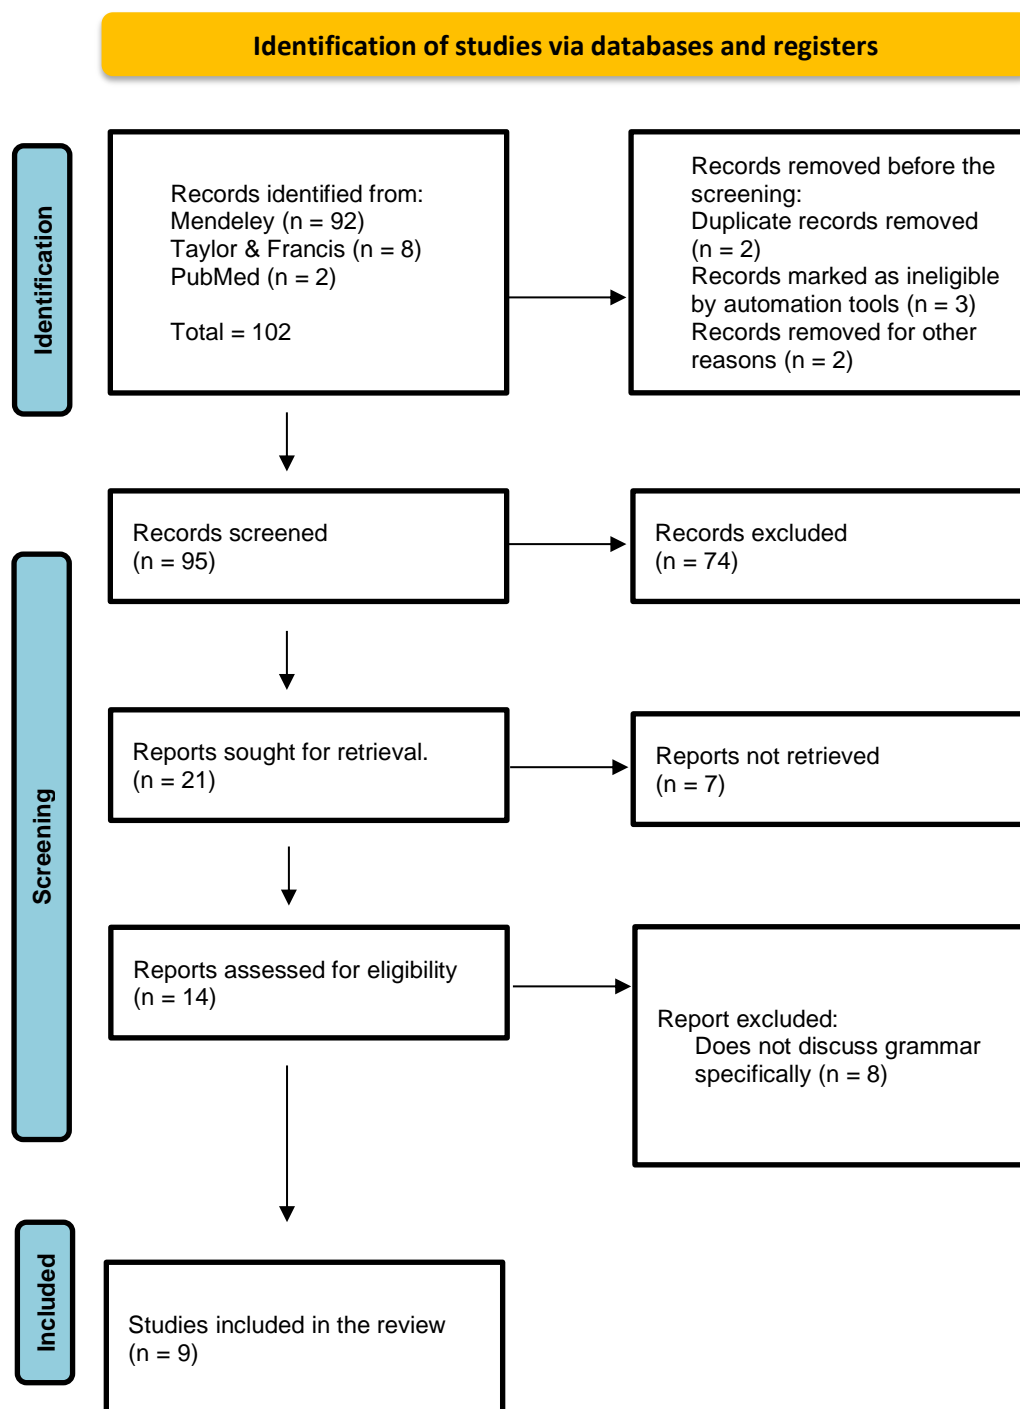 Identification of studies via databases and registers
Identification
Records identified from:
Mendeley (n = 92)
Taylor & Francis (n = 8)
PubMed (n = 2)
Total = 102
Records removed before the
screening:
Duplicate records removed
(n = 2)
Records marked as ineligible
by automation tools (n = 3)
Records removed for other
reasons (n = 2)
Screening
Records screened
(n = 95)
Records excluded
(n = 74)
Reports sought for retrieval.
(n = 21)
Reports not retrieved
(n = 7)
Reports assessed for eligibility
(n = 14)
Report excluded:
Does not discuss grammar
specifically (n = 8)
Included
Studies included in the review
(n = 9)